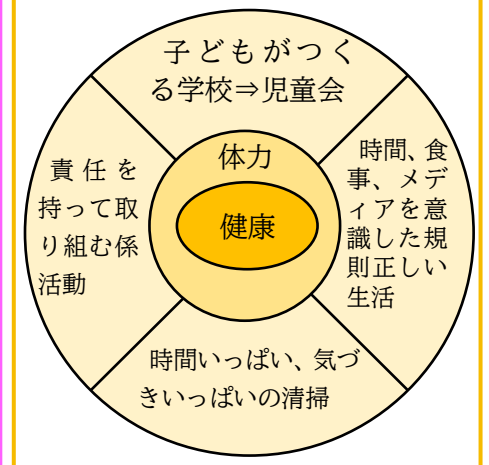 子どもがつく
る学校⇒児童会
責任を
持って取
り組む係
活動
体力
健康
時間、食
事、メデ
ィアを意
識した規
則正しい
生活
時間いっぱい、気づ
きいっぱいの清掃